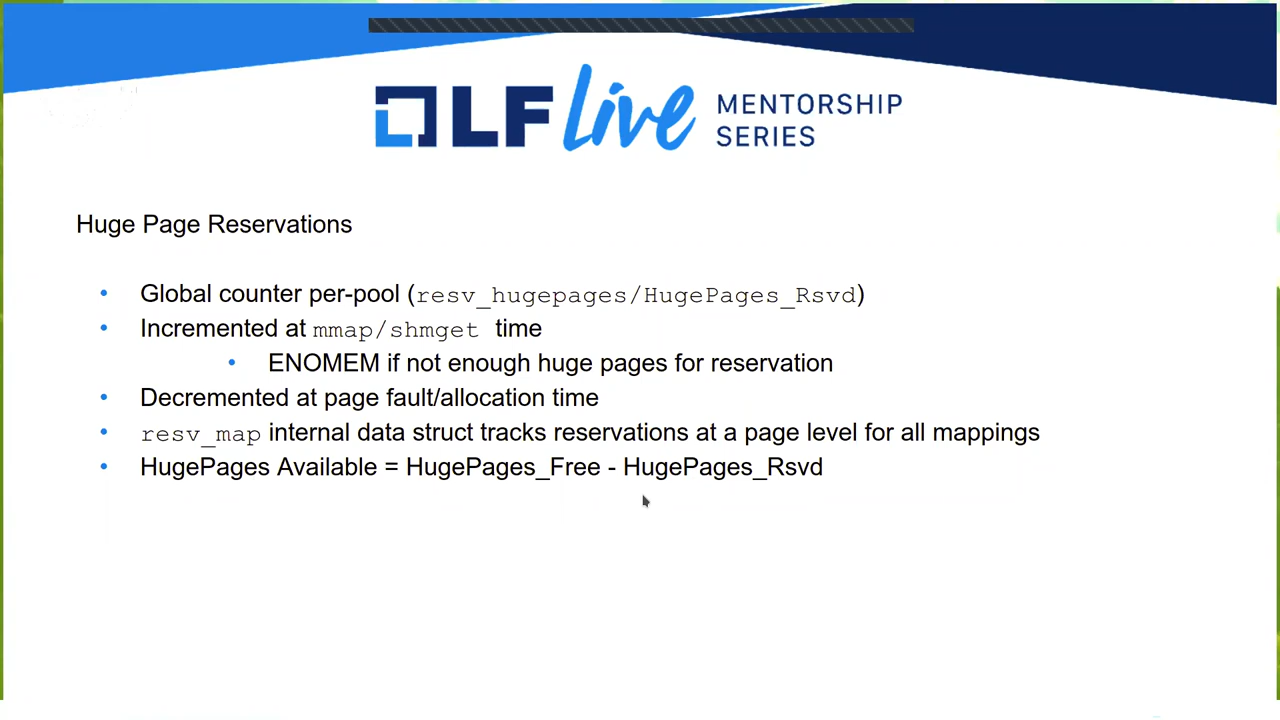 LF Live MENTORSHIP
SERIES
Huge Page Reservations
• Global counter per-pool (resv_hugepages/HugePages_Rsvd)
• Incremented at mmap/shmget time
• ENOMEM if not enough huge pages for reservation
• Decremented at page fault/allocation time
• resv_map internal data struct tracks reservations at a page level for all mappings
• HugePages Available = HugePages_Free - HugePages_Rsvd